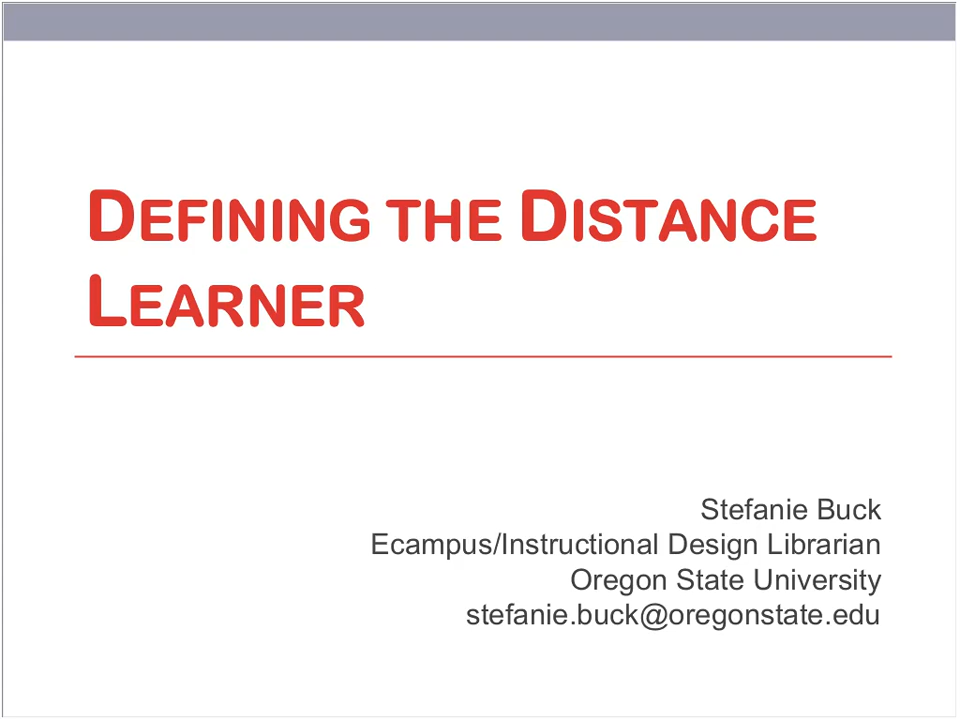 DEFINING THE DISTANCE
LEARNER
Stefanie Buck
Ecampus/Instructional Design Librarian
Oregon State University
stefanie.buck@oregonstate.edu